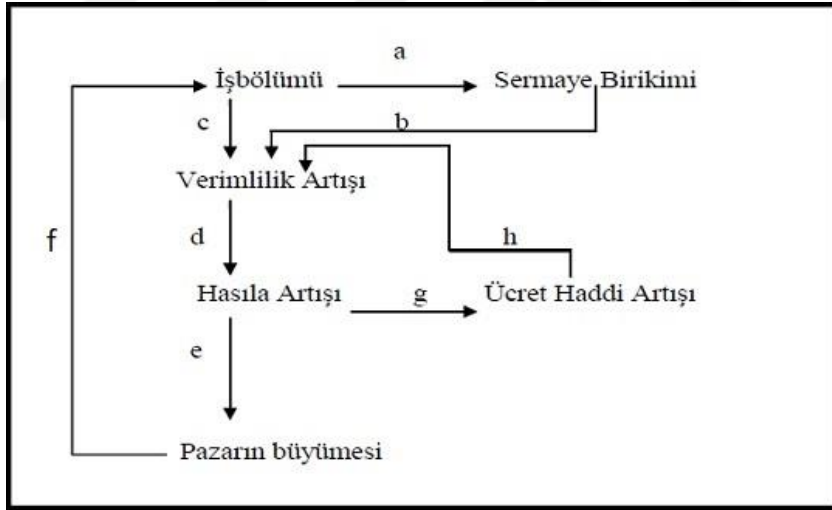 a
İşbölümü
Sermaye Birikimi
c
b
Verimlilik Artışı
f
d
h
Hasıla Artışı
g
Ücret Haddi Artışı
e
Pazarın büyümesi